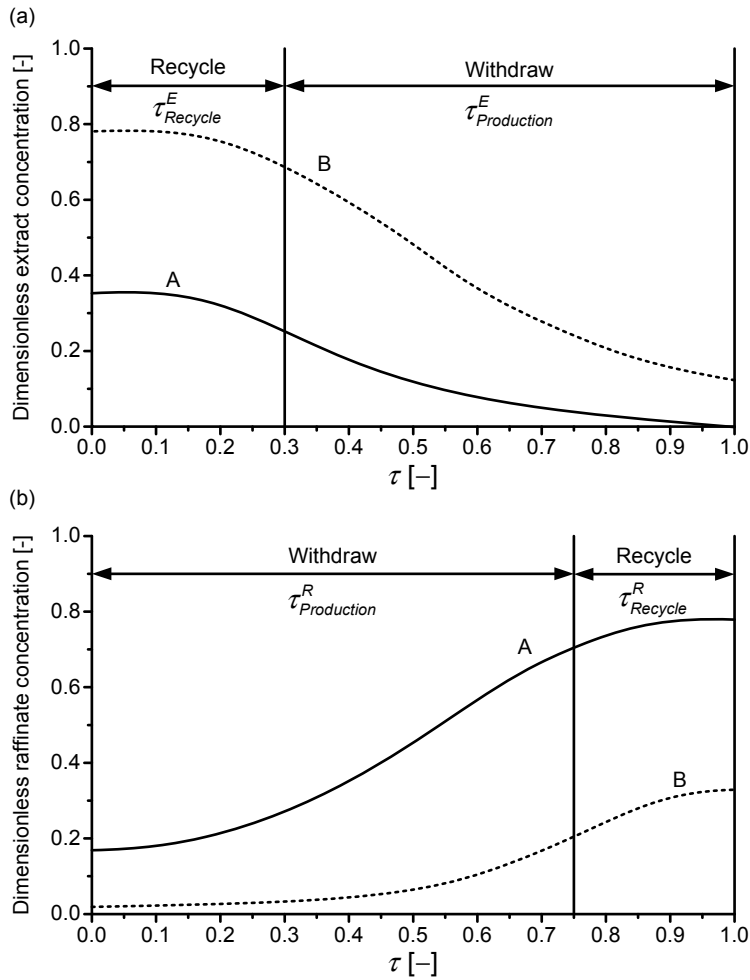 (a)
Dimensionless extract concentration [-]
1.0
0.8
0.6
0.4
0.2
0.0
Recycle
Withdraw
τ^E_Recycle
τ^E_Production
B
A
0.0 0.1 0.2 0.3 0.4 0.5 0.6 0.7 0.8 0.9 1.0
τ [–]
(b)
Dimensionless raffinate concentration [-]
1.0
0.8
0.6
0.4
0.2
0.0
Withdraw
Recycle
τ^R_Production
τ^R_Recycle
A
B
0.0 0.1 0.2 0.3 0.4 0.5 0.6 0.7 0.8 0.9 1.0
τ [–]